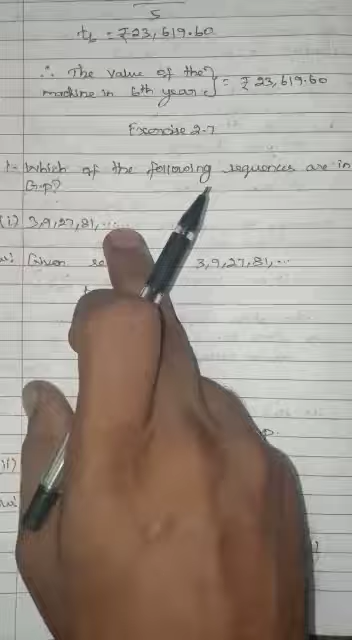 5
t₆ = ₹23,619.60
∴ The value of the
machine in 6th year } = ₹23,619.60
Exercise 2.7
1. Which of the following sequences are in
G.P?
(i) 3,9,27,81,......
Given 3,9,27,81,...